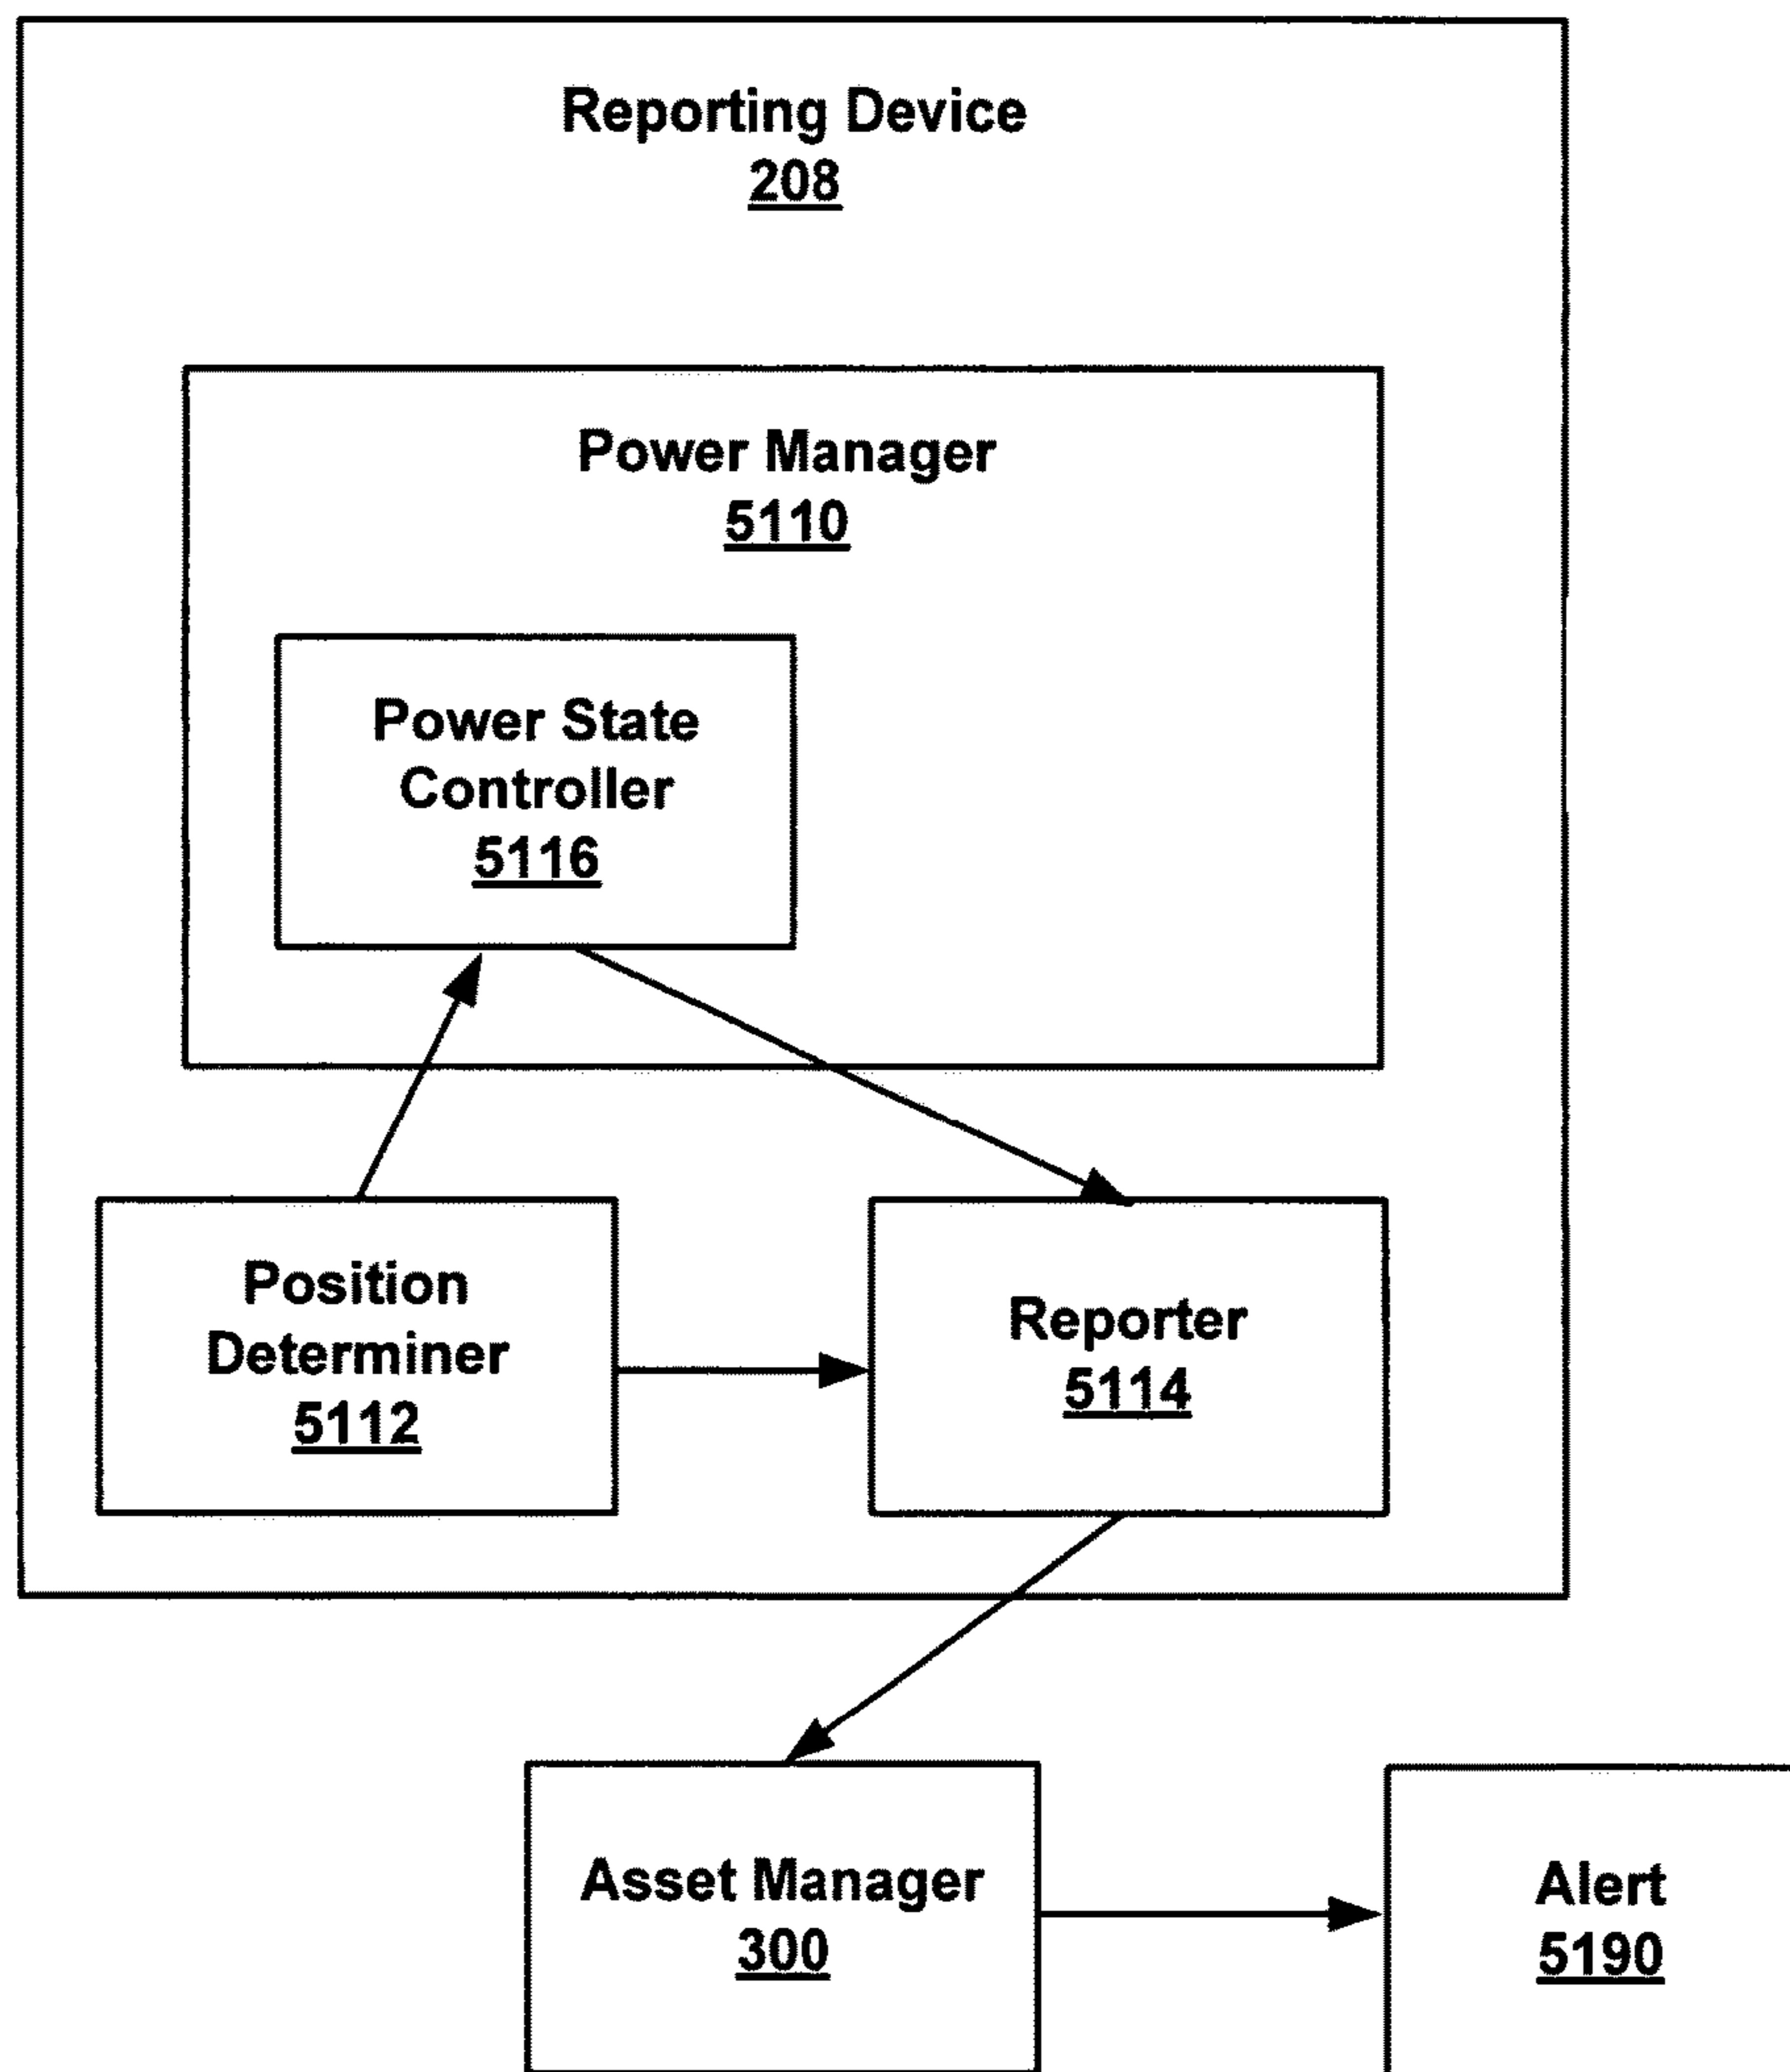 Reporting Device
208
Power Manager
5110
Power State
Controller
5116
Position
Determiner
5112
Reporter
5114
Asset Manager
300
Alert
5190